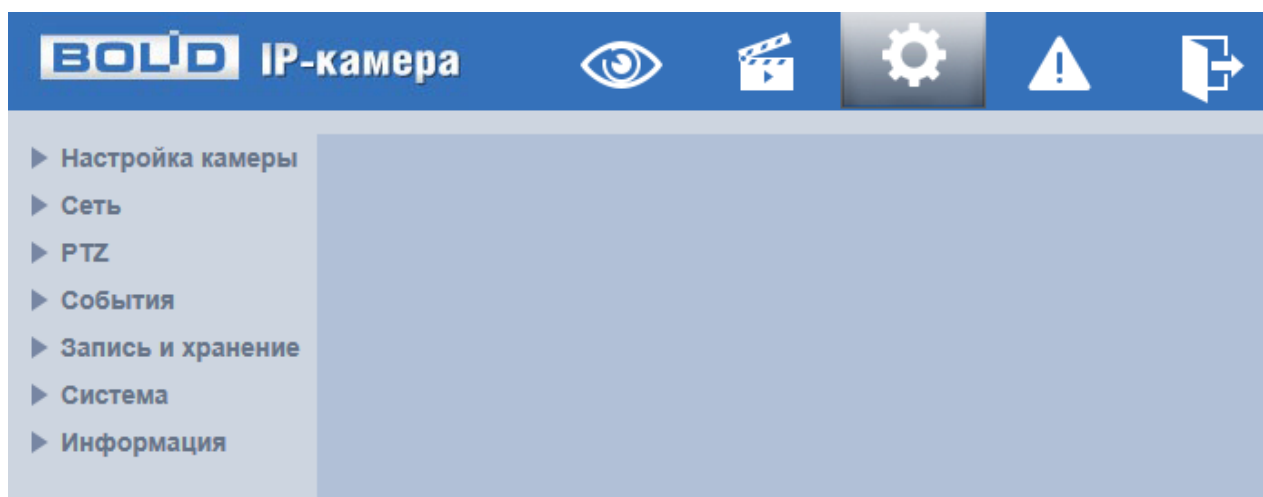 BOLID IP-камера
Настройка камеры
Сеть
PTZ
События
Запись и хранение
Система
Информация